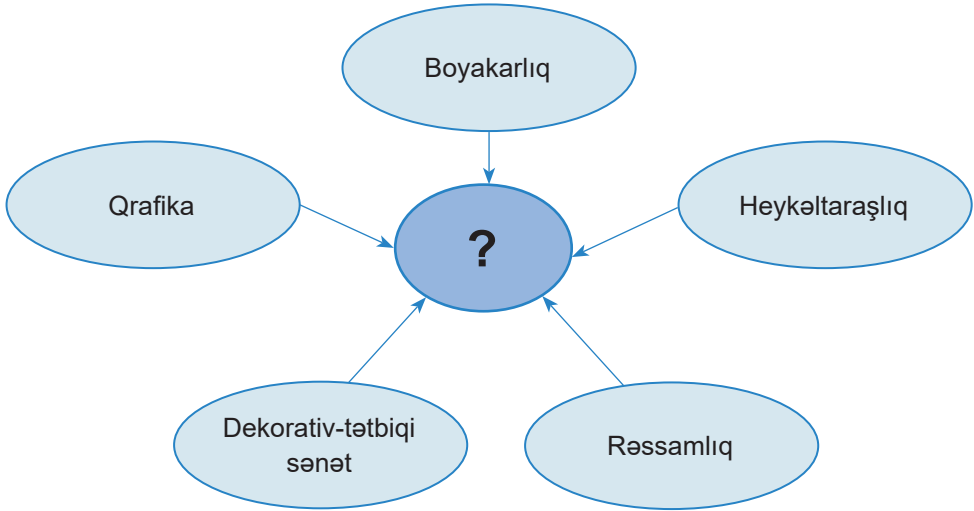 Boyakarlıq
Qrafika
Heykəltaraşlıq
?
Dekorativ-tətbiqi
sənət
Rəssamlıq